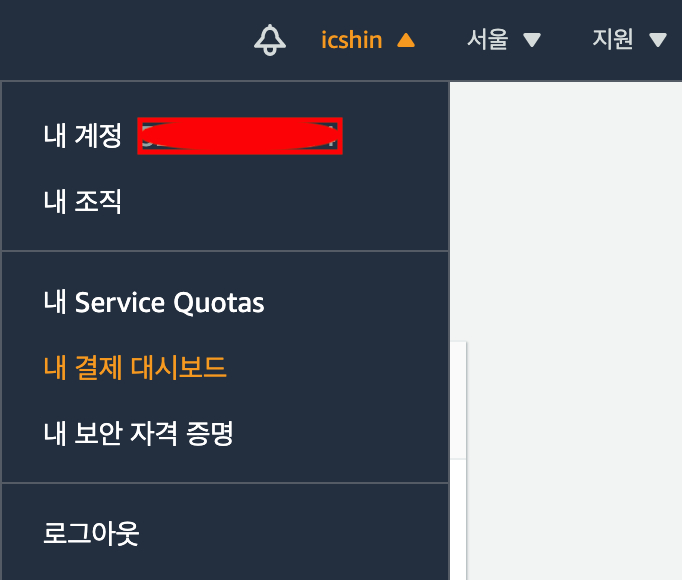 icshin 서울 지원
내 계정
내 조직
내 Service Quotas
내 결제 대시보드
내 보안 자격 증명
로그아웃